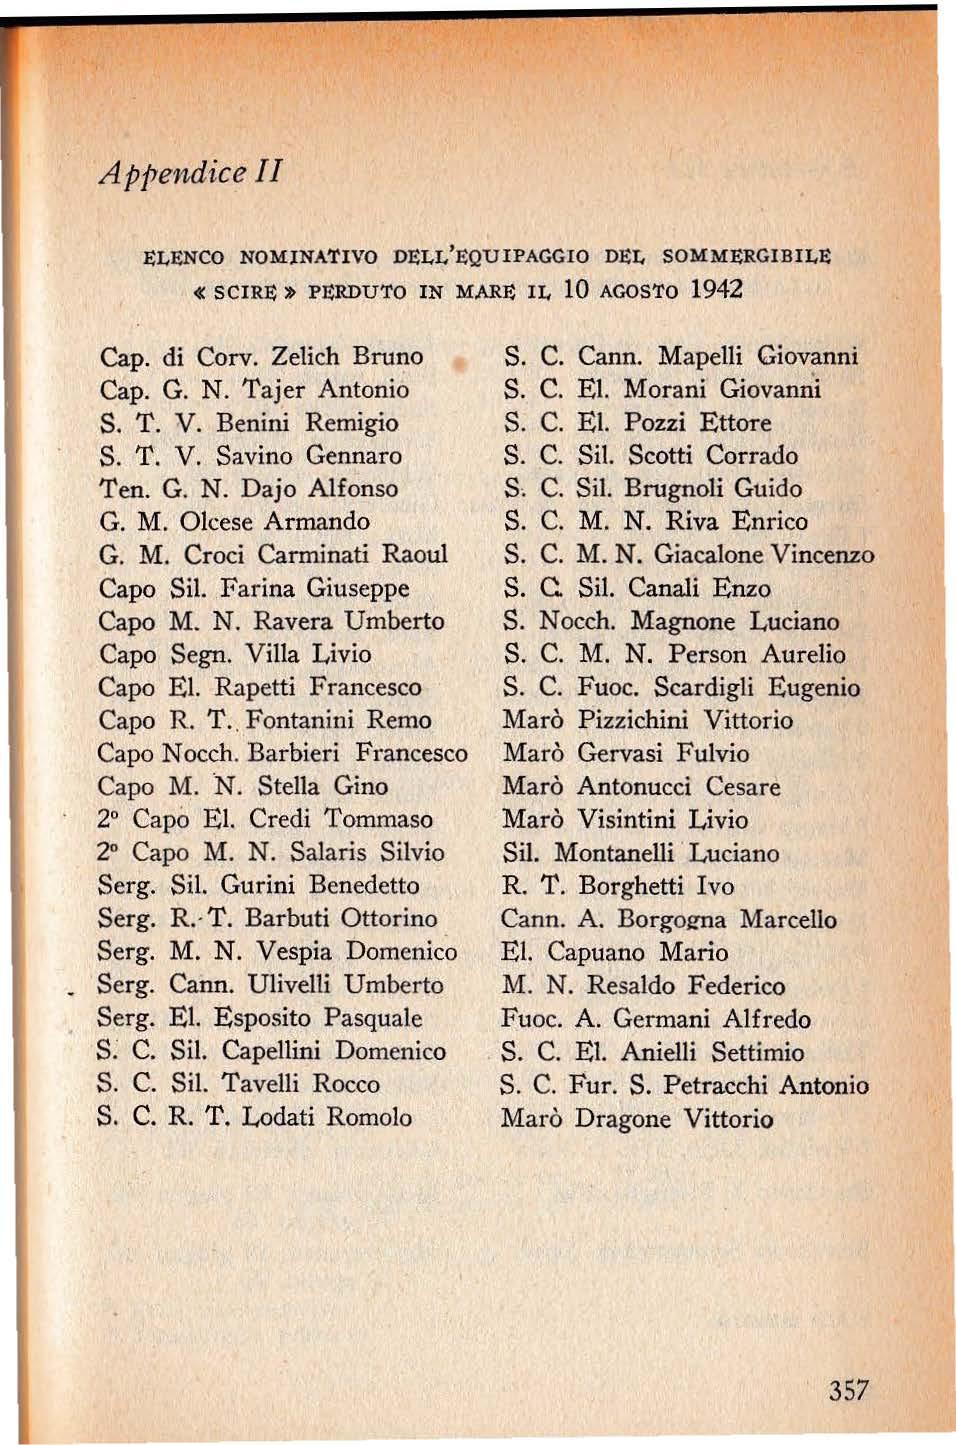 Appendice II
ELENCO NOMINATIVO DELL'EQUIPAGGIO DEL SOMMERGIBILE
« SCIRE » PERDUTO IN MARE IL 10 AGOSTO 1942
Cap. di Corv. Zelich Bruno
Cap. G. N. Tajer Antonio
S. T. V. Benini Remigio
S. T. V. Savino Gennaro
Ten. G. N. Dajo Alfonso
G. M. Olcese Armando
G. M. Croci Carminati Raoul
Capo Sil. Farina Giuseppe
Capo M. N. Ravera Umberto
Capo Segn. Villa Livio
Capo El. Rapetti Francesco
Capo R. T. Fontanini Remo
Capo Nocch. Barbieri Francesco
Capo M. N. Stella Gino
2º Capo El. Credi Tommaso
2º Capo M. N. Salaris Silvio
Serg. Sil. Gurini Benedetto
Serg. R. T. Barbuti Ottorino
Serg. M. N. Vespia Domenico
Serg. Cann. Ulivelli Umberto
Serg. El. Esposito Pasquale
S. C. Sil. Capellini Domenico
S. C. Sil. Tavelli Rocco
S. C. R. T. Lodati Romolo
S. C. Cann. Mapelli Giovanni
S. C. El. Morani Giovanni
S. C. El. Pozzi Ettore
S. C. Sil. Scotti Corrado
S. C. Sil. Brugnoli Guido
S. C. M. N. Riva Enrico
S. C. M. N. Giacalone Vincenzo
S. C. Sil. Canali Enzo
S. Nocch. Magnone Luciano
S. C. M. N. Person Aurelio
S. C. Fuoc. Scardigli Eugenio
Marò Pizzichini Vittorio
Marò Gervasi Fulvio
Marò Antonucci Cesare
Marò Visintini Livio
Sil. Montanelli Luciano
R. T. Borghetti Ivo
Cann. A. Borgogna Marcello
El. Capuano Mario
M. N. Resaldo Federico
Fuoc. A. Germani Alfredo
S. C. El. Anielli Settimio
S. C. Fur. S. Petracchi Antonio
Marò Dragone Vittorio
357